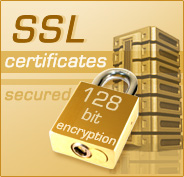 SSL
certificates
secured
128
bit
encryption